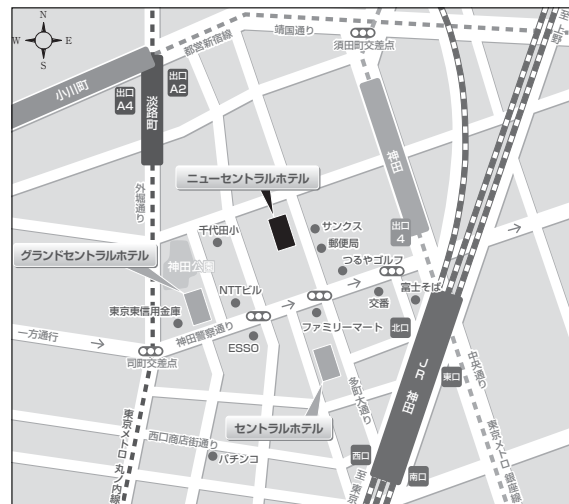 N
W E
S
至 上野
都営新宿線
靖国通り
須田町交差点
小川町
出口
A4
出口
A2
淡路町
神田
外堀通り
ニューセントラルホテル
千代田小
サンクス
郵便局
出口
4
グランドセントラルホテル
神田公園
つるやゴルフ
NTTビル
富士そば
交番
東京東信用金庫
神田警察通り
ファミリーマート
北口
一方通行
ESSO
JR 神田
東口
中央通り
司町交差点
多町大通り
セントラルホテル
東京メトロ 丸ノ内線
西口商店街通り
パチンコ
西口
南口
至 東京
東京メトロ 銀座線